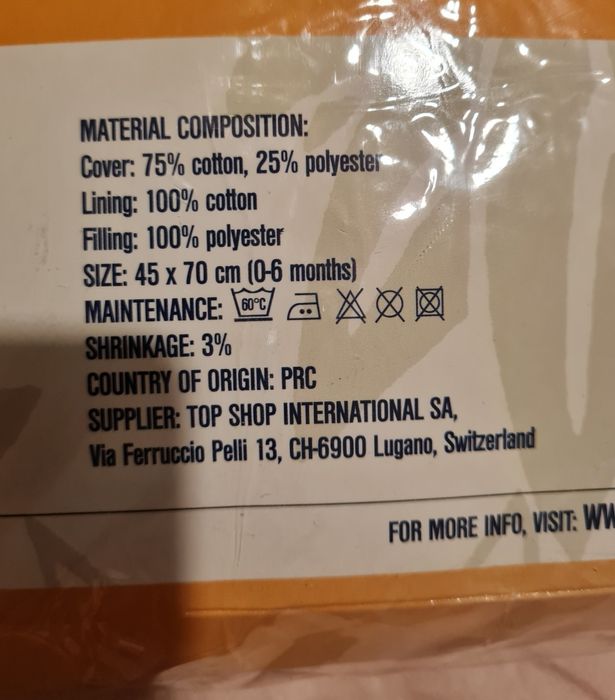 MATERIAL COMPOSITION:
Cover: 75% cotton, 25% polyester
Lining: 100% cotton
Filling: 100% polyester
SIZE: 45 x 70 cm (0-6 months)
MAINTENANCE: 60°C
SHRINKAGE: 3%
COUNTRY OF ORIGIN: PRC
SUPPLIER: TOP SHOP INTERNATIONAL SA,
Via Ferruccio Pelli 13, CH-6900 Lugano, Switzerland
FOR MORE INFO, VISIT: